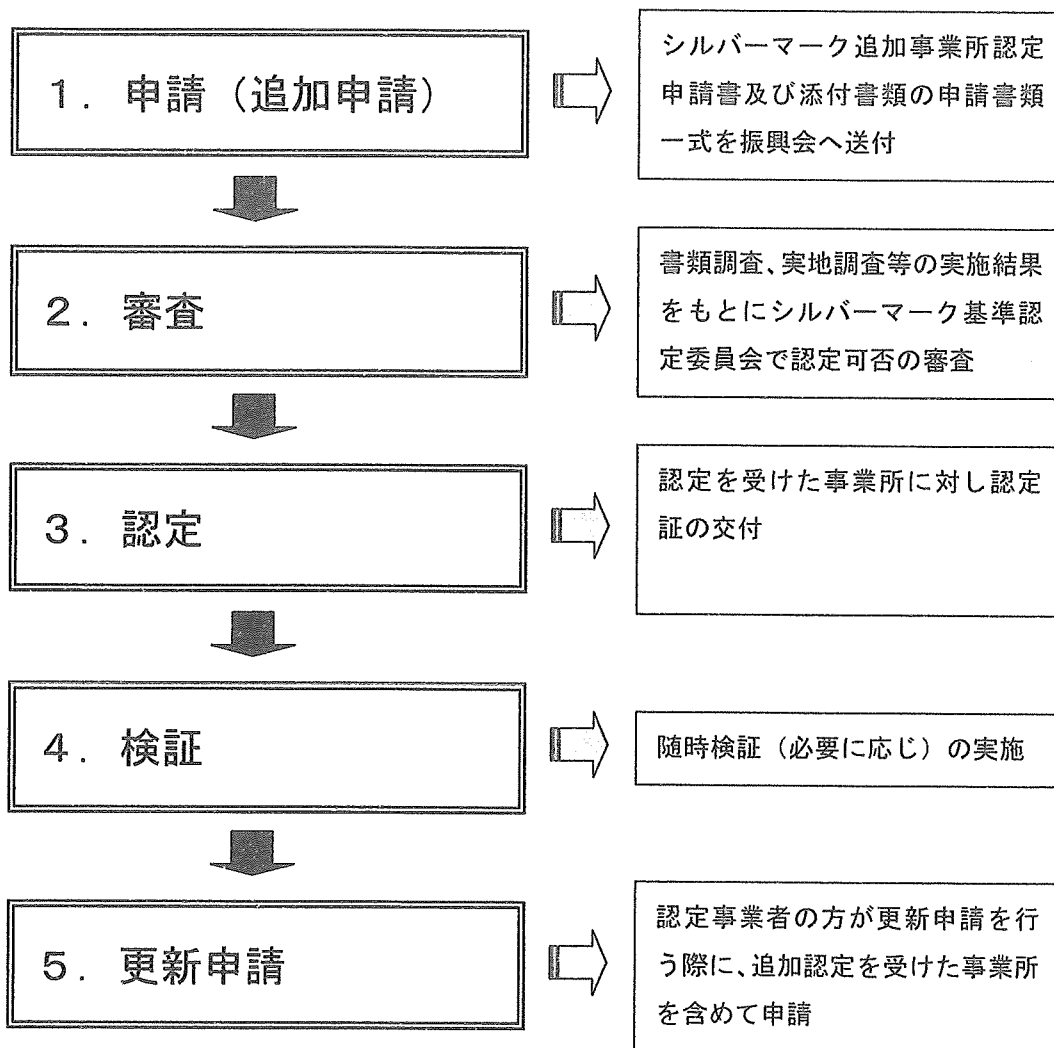 1．申請（追加申請）
シルバーマーク追加事業所認定
申請書及び添付書類の申請書類
一式を振興会へ送付
2．審査
書類調査、実地調査等の実施結果
をもとにシルバーマーク基準認
定委員会で認定可否の審査
3．認定
認定を受けた事業所に対し認定
証の交付
4．検証
随時検証（必要に応じ）の実施
5．更新申請
認定事業者の方が更新申請を行
う際に、追加認定を受けた事業所
を含めて申請